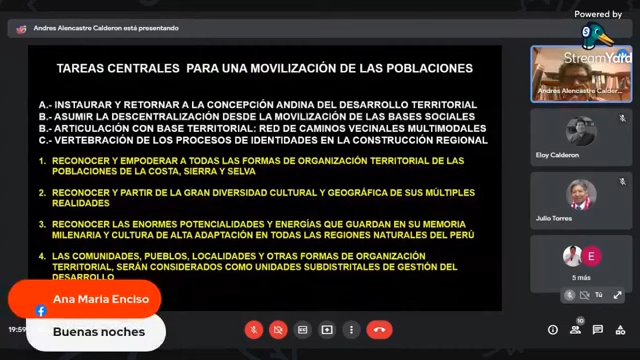 Andres Alencastre Calderon está presentando
Powered by
StreamYard
TAREAS CENTRALES PARA UNA MOVILIZACIÓN DE LAS POBLACIONES
A.- INSTAURAR Y RETORNAR A LA CONCEPCIÓN ANDINA DEL DESARROLLO TERRITORIAL
B.- ASUMIR LA DESCENTRALIZACIÓN DESDE LA MOVILIZACIÓN DE LAS BASES SOCIALES
B.- ARTICULACIÓN CON BASE TERRITORIAL: RED DE CAMINOS VECINALES MULTIMODALES
C.- VERTEBRACIÓN DE LOS PROCESOS DE IDENTIDADES EN LA CONSTRUCCIÓN REGIONAL
1. RECONOCER Y EMPODERAR A TODAS LAS FORMAS DE ORGANIZACIÓN TERRITORIAL DE LAS
POBLACIONES DE LA COSTA, SIERRA Y SELVA
2. RECONOCER Y PARTIR DE LA GRAN DIVERSIDAD CULTURAL Y GEOGRÁFICA DE SUS MÚLTIPLES
REALIDADES
3. RECONOCER LAS ENORMES POTENCIALIDADES Y ENERGÍAS QUE GUARDAN EN SU MEMORIA
MILENARIA Y CULTURA DE ALTA ADAPTACIÓN EN TODAS LAS REGIONES NATURALES DEL PERÚ
4. LAS COMUNIDADES, PUEBLOS, LOCALIDADES Y OTRAS FORMAS DE ORGANIZACIÓN
TERRITORIAL, SERÁN CONSIDERADOS COMO UNIDADES SUBDISTRITALES DE GESTIÓN DEL
DESARROLLO
Andres Alencastre Calder...
Eloy Calderon
Julio Torres
E
5 más
Tú
Ana Maria Enciso
Buenas noches
19:59
10